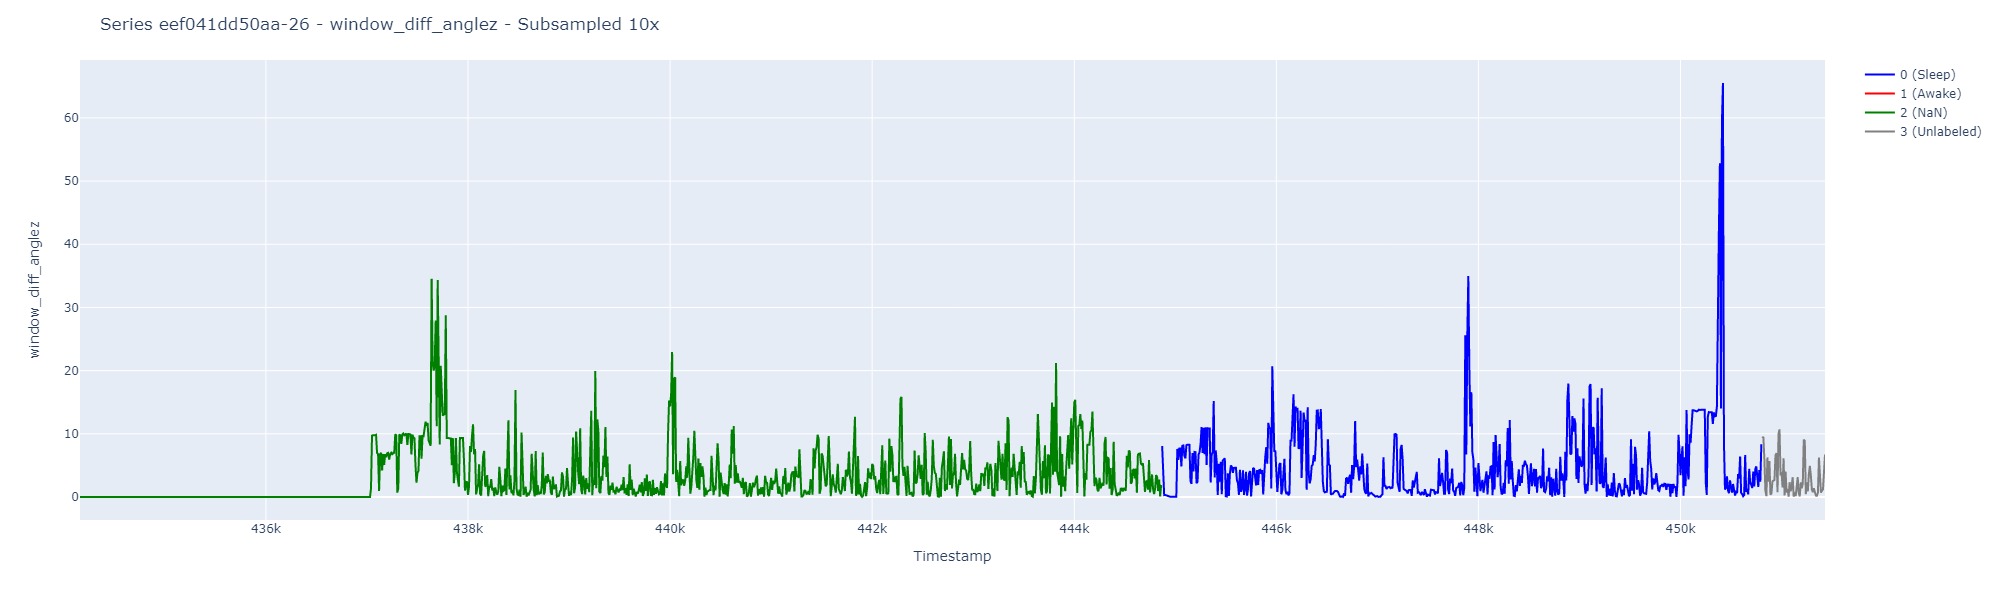 Series eef041dd50aa-26 - window_diff_anglez - Subsampled 10x
0 (Sleep)
1 (Awake)
2 (NaN)
3 (Unlabeled)
window_diff_anglez
60
50
40
30
20
10
0
436k
438k
440k
442k
444k
446k
448k
450k
Timestamp